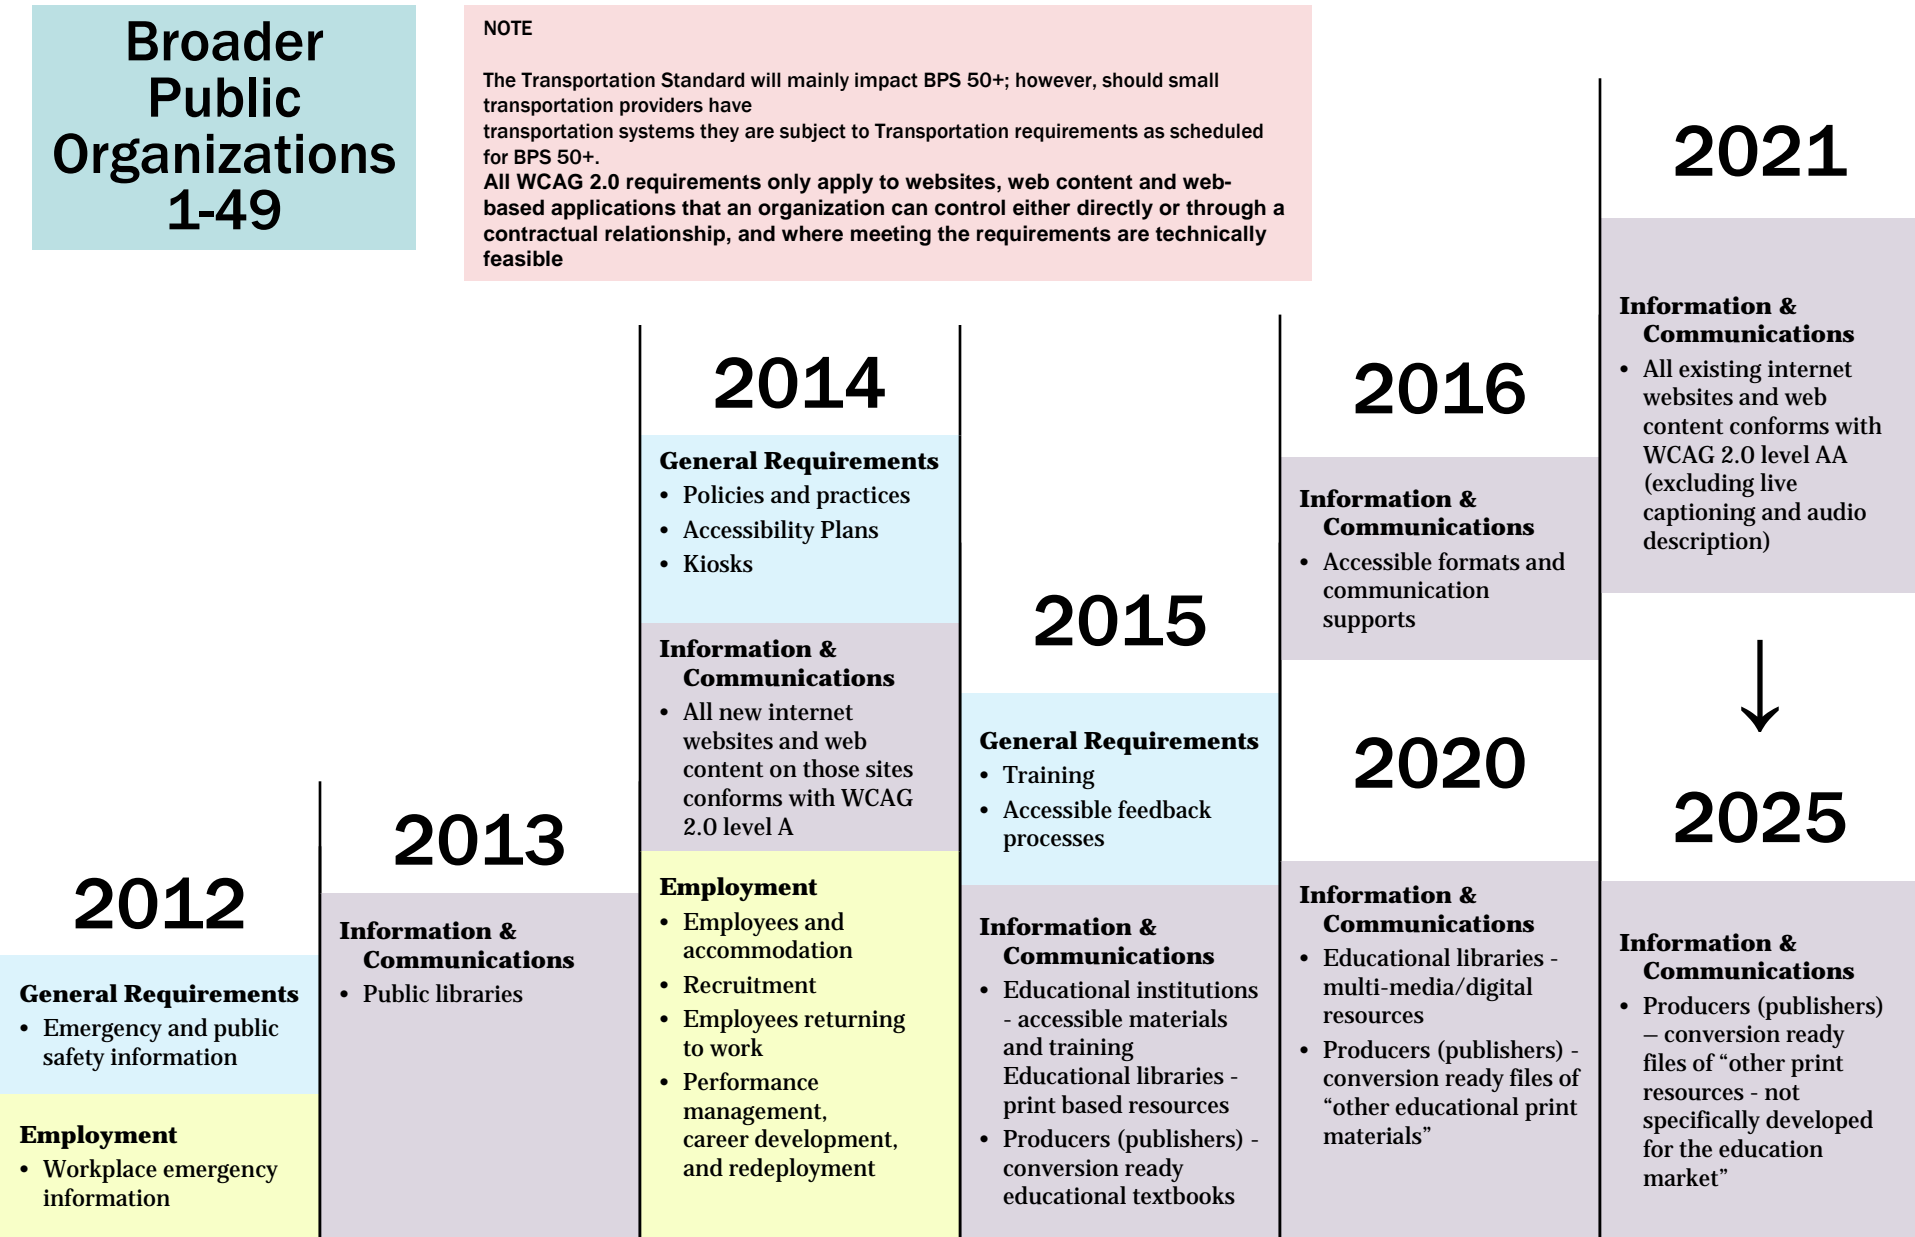 Broader
Public
Organizations
1-49
NOTE
The Transportation Standard will mainly impact BPS 50+; however, should small
transportation providers have
transportation systems they are subject to Transportation requirements as scheduled
for BPS 50+.
All WCAG 2.0 requirements only apply to websites, web content and web-
based applications that an organization can control either directly or through a
contractual relationship, and where meeting the requirements are technically
feasible
2012
General Requirements
• Emergency and public
safety information
Employment
• Workplace emergency
information
2013
Information &
Communications
• Public libraries
2014
General Requirements
• Policies and practices
• Accessibility Plans
• Kiosks
Information &
Communications
• All new internet
websites and web
content on those sites
conforms with WCAG
2.0 level A
Employment
• Employees and
accommodation
• Recruitment
• Employees returning
to work
• Performance
management,
career development,
and redeployment
2015
General Requirements
• Training
• Accessible feedback
processes
Information &
Communications
• Educational institutions
- accessible materials
and training
Educational libraries -
print based resources
• Producers (publishers) -
conversion ready
educational textbooks
2016
Information &
Communications
• Accessible formats and
communication
supports
2020
Information &
Communications
• Educational libraries -
multi-media/digital
resources
• Producers (publishers) -
conversion ready files of
“other educational print
materials”
2021
Information &
Communications
• All existing internet
websites and web
content conforms with
WCAG 2.0 level AA
(excluding live
captioning and audio
description)
2025
Information &
Communications
• Producers (publishers)
– conversion ready
files of “other print
resources - not
specifically developed
for the education
market”